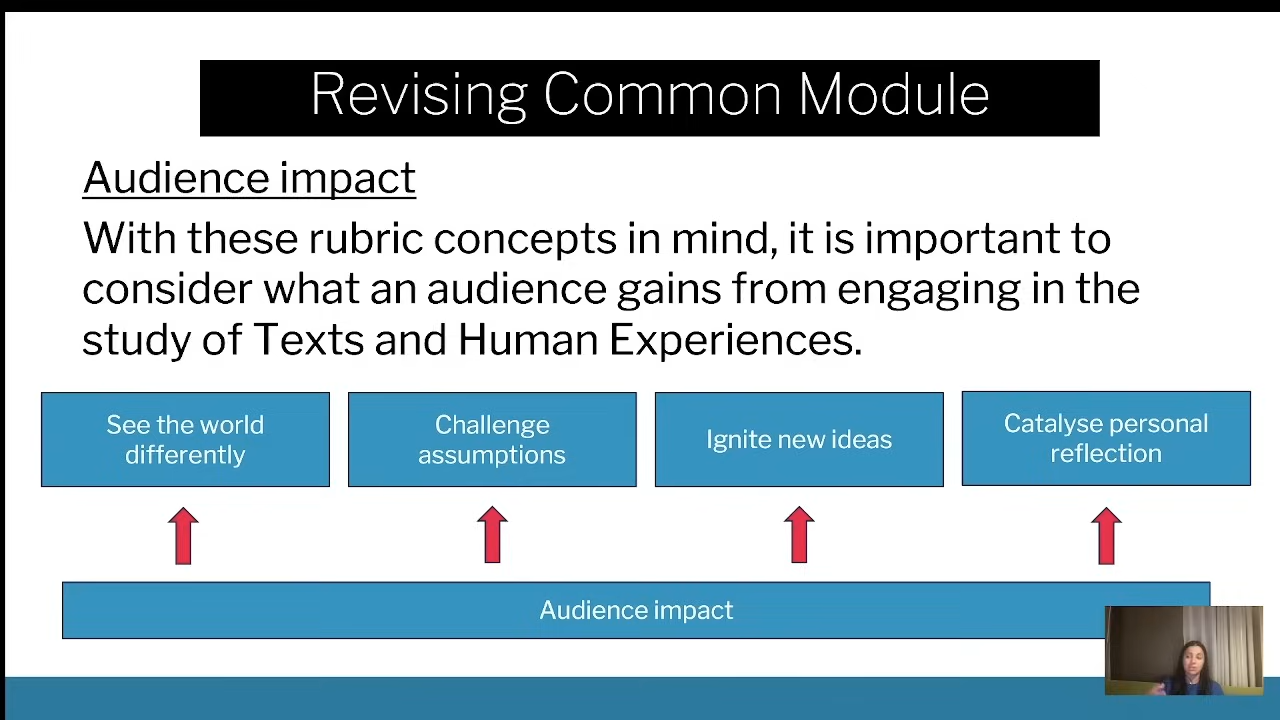 Revising Common Module
Audience impact
With these rubric concepts in mind, it is important to
consider what an audience gains from engaging in the
study of Texts and Human Experiences.
See the world
differently
Challenge
assumptions
Ignite new ideas
Catalyse personal
reflection
Audience impact